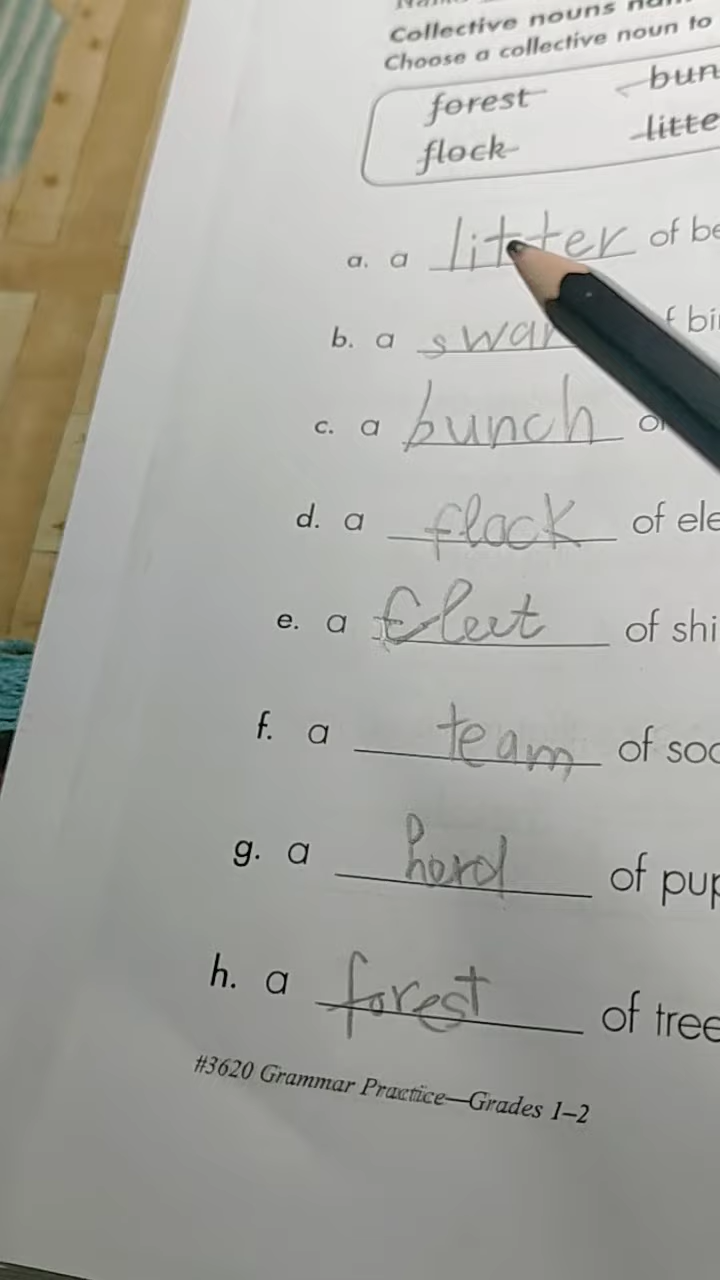 Collective nouns
Choose a collective noun to
forest bun
flock litte
a. a litter of be
b. a swar f bi
c. a bunch o
d. a flock of ele
e. a fleet of shi
f. a team of soc
g. a herd of pup
h. a forest of tree
#3620 Grammar Practice—Grades 1–2